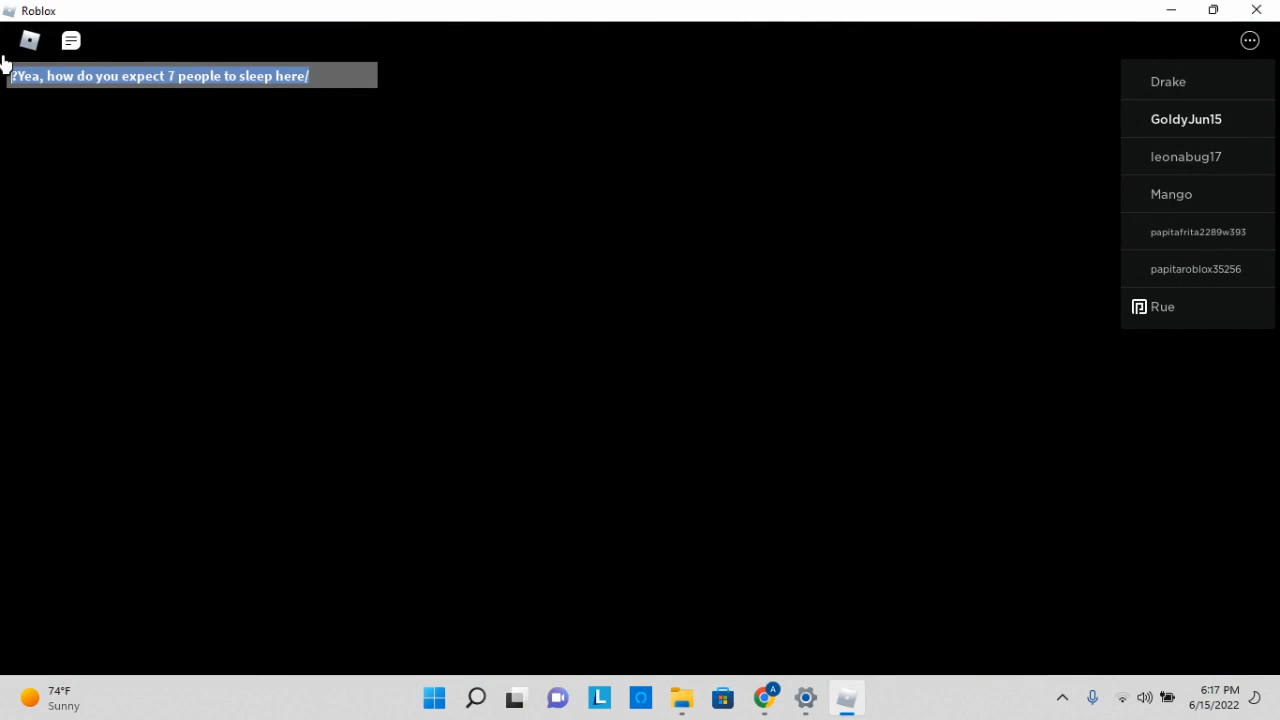 Roblox
?Yea, how do you expect 7 people to sleep here/
Drake
GoldyJun15
leonabug17
Mango
papitafrita2289w393
papitaroblox35256
Rue
74°F
Sunny
L
A
6:17 PM
6/15/2022